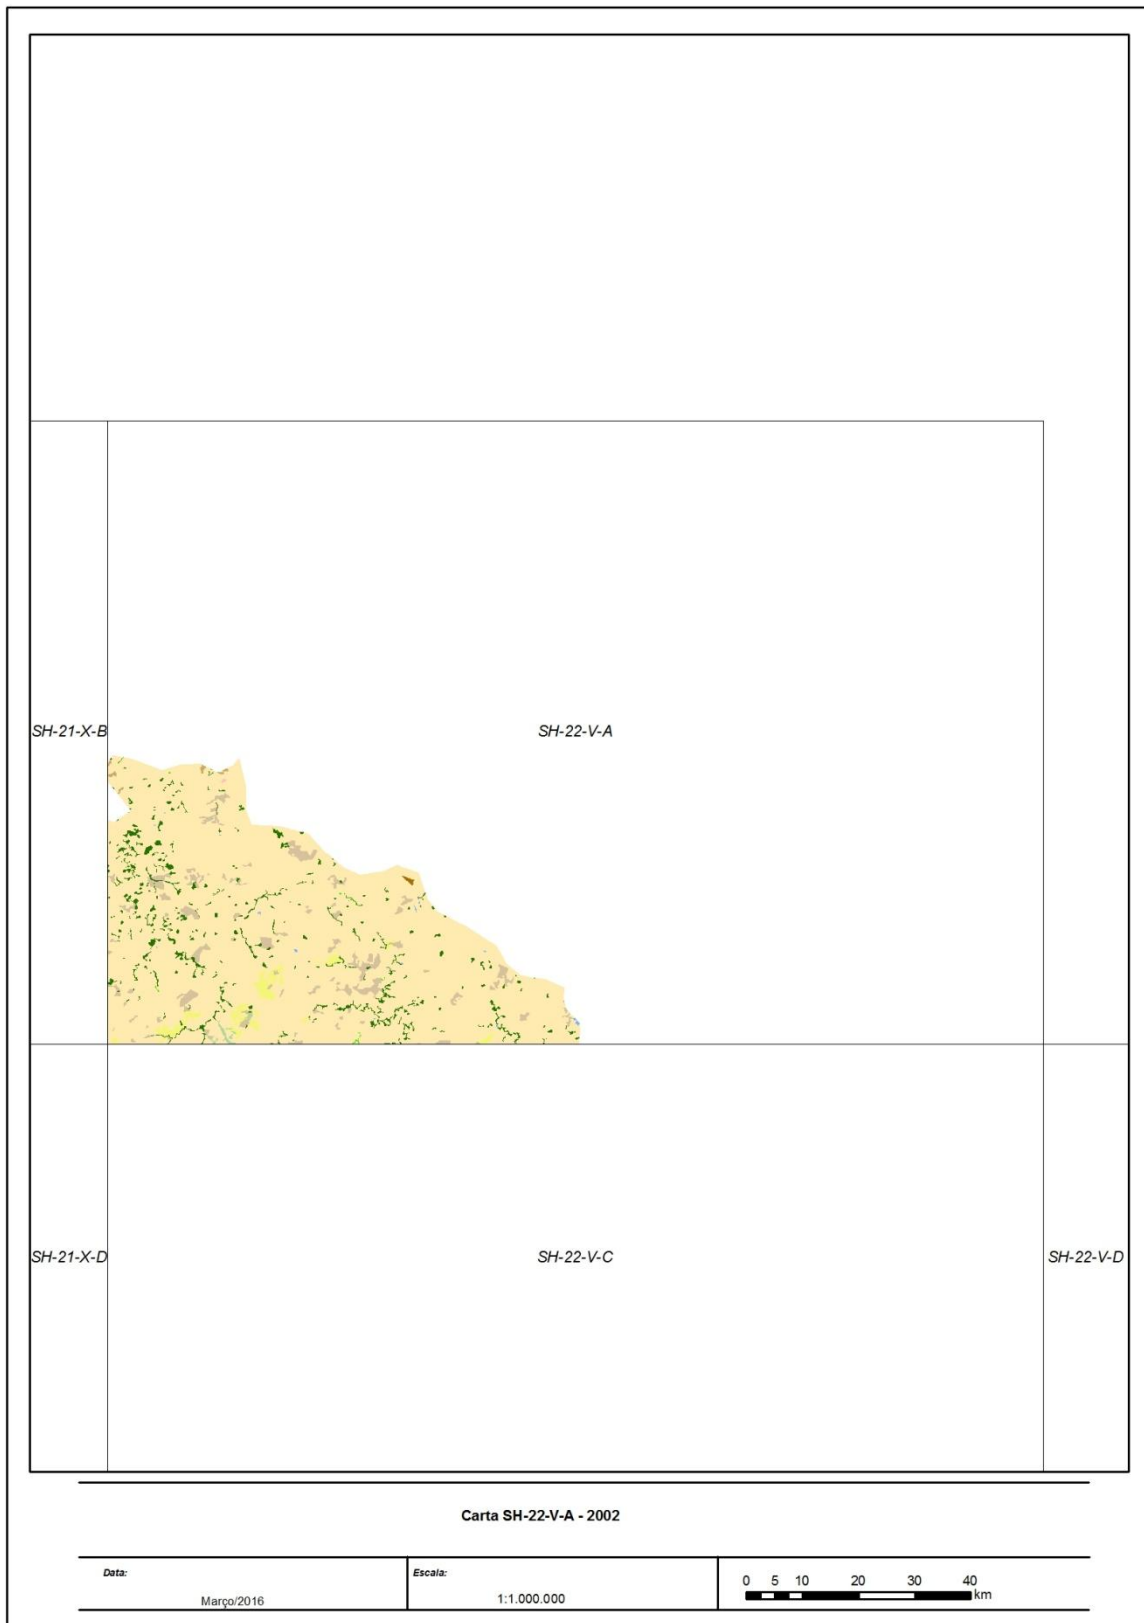 SH-21-X-B
SH-22-V-A
SH-21-X-D
SH-22-V-C
SH-22-V-D
Carta SH-22-V-A - 2002
Data:
Março/2016
Escala:
1:1.000.000
0 5 10 20 30 40
km